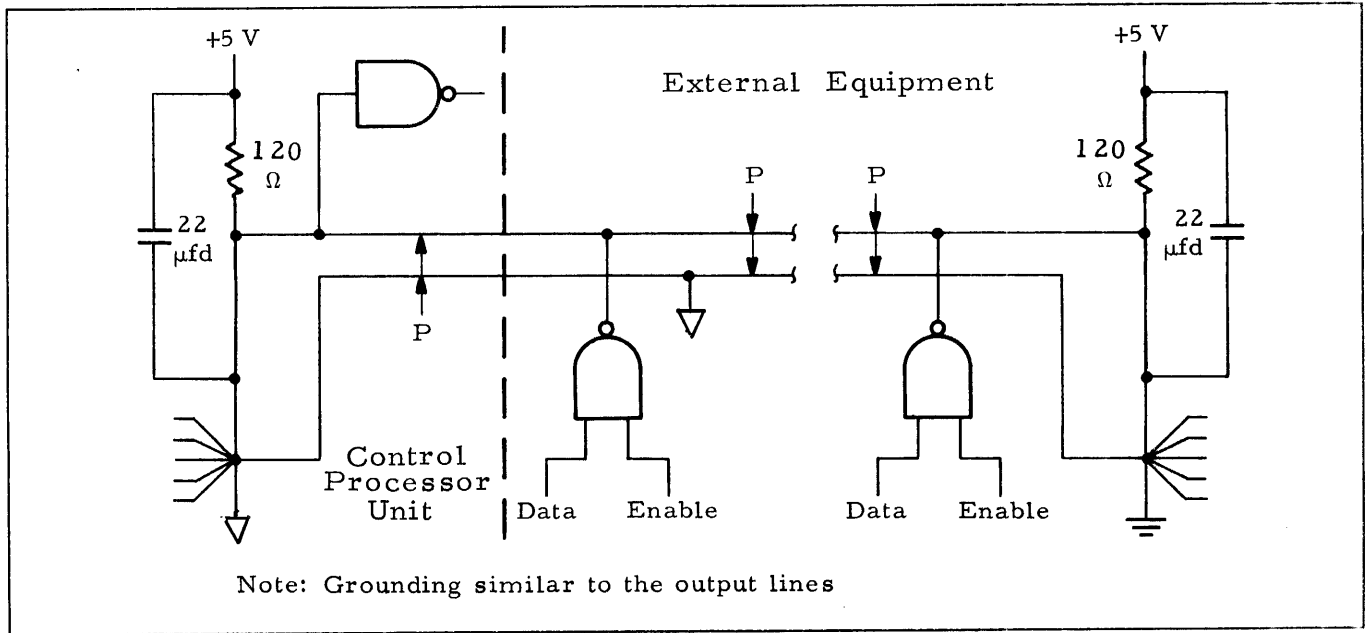 +5 V
+5 V
External Equipment
120
Ω
120
Ω
P
P
22
μfd
22
μfd
P
Control
Processor
Unit
Data
Enable
Data
Enable
Note: Grounding similar to the output lines